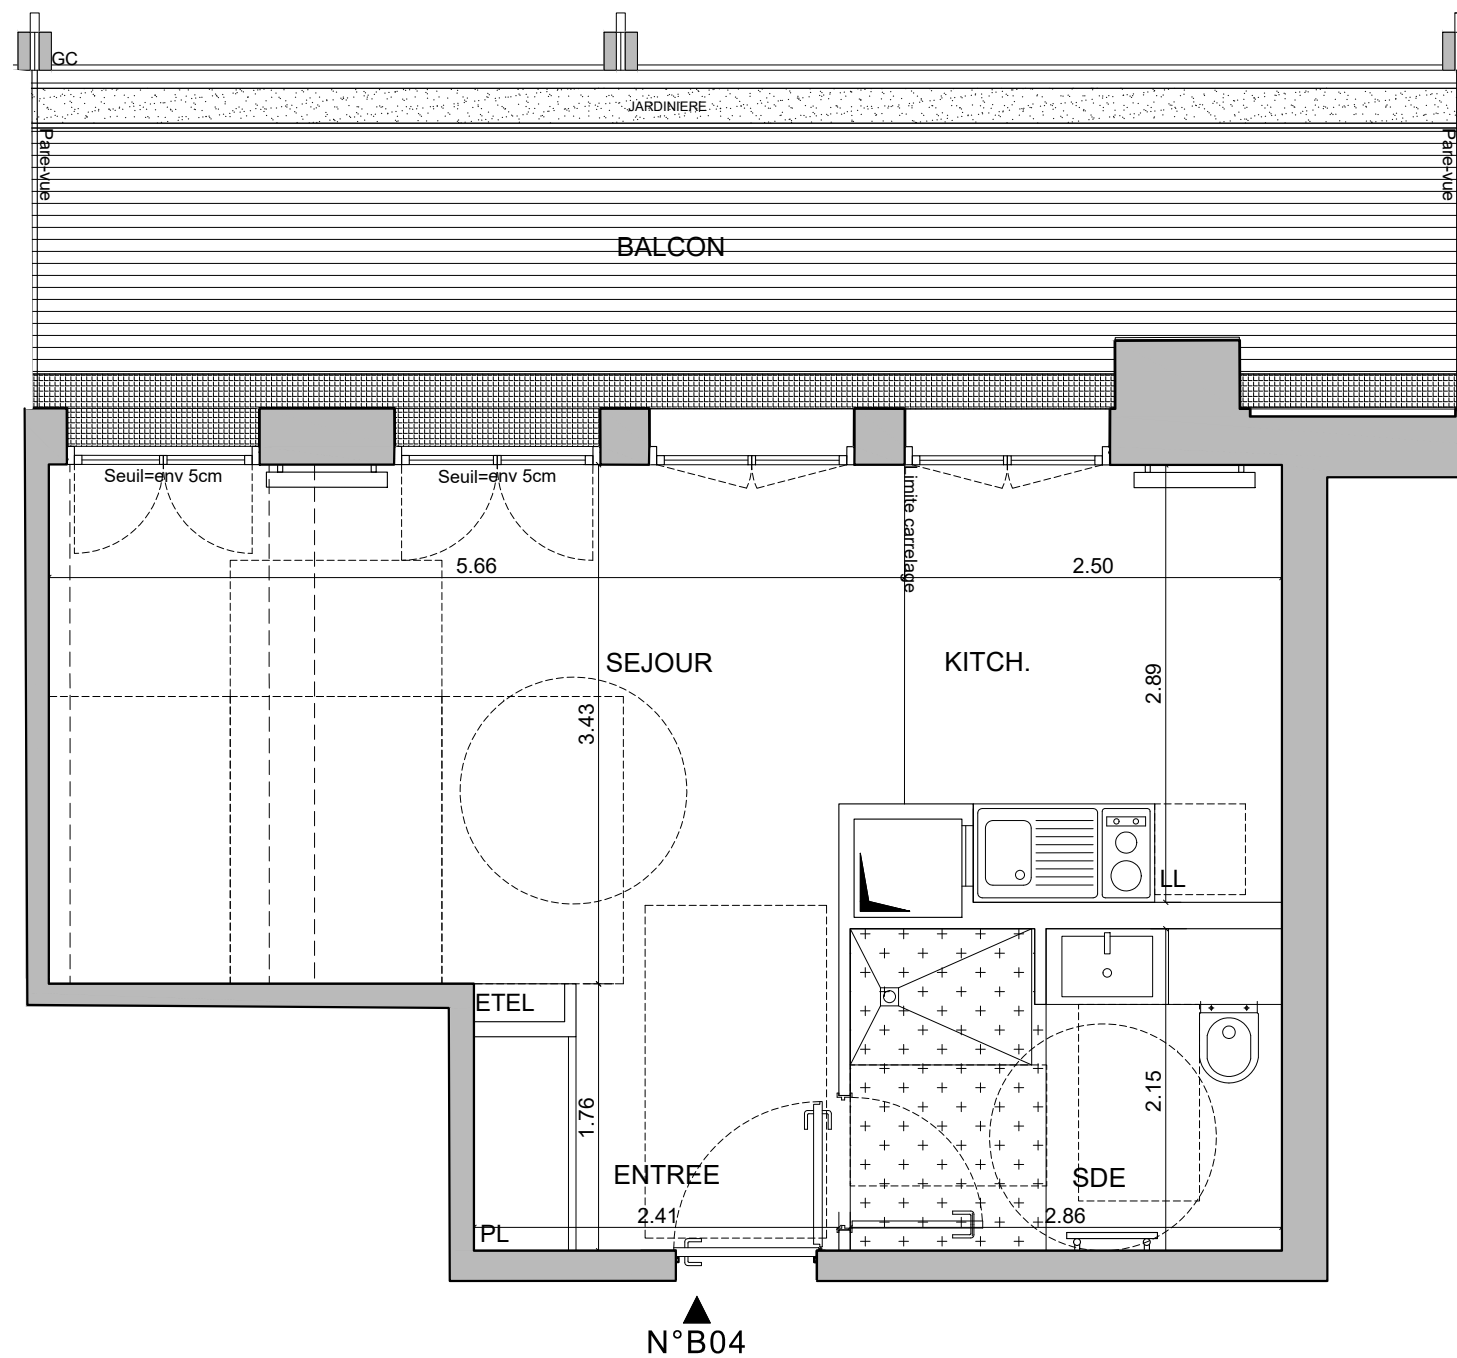 GC
JARDINIERE
Pare-vue
Pare-vue
BALCON
Seuil=env 5cm
Seuil=env 5cm
limite carrelage
5.66
2.50
SEJOUR
KITCH.
2.89
3.43
LL
ETEL
1.76
2.15
ENTREE
SDE
2.41
2.86
PL
N°B04